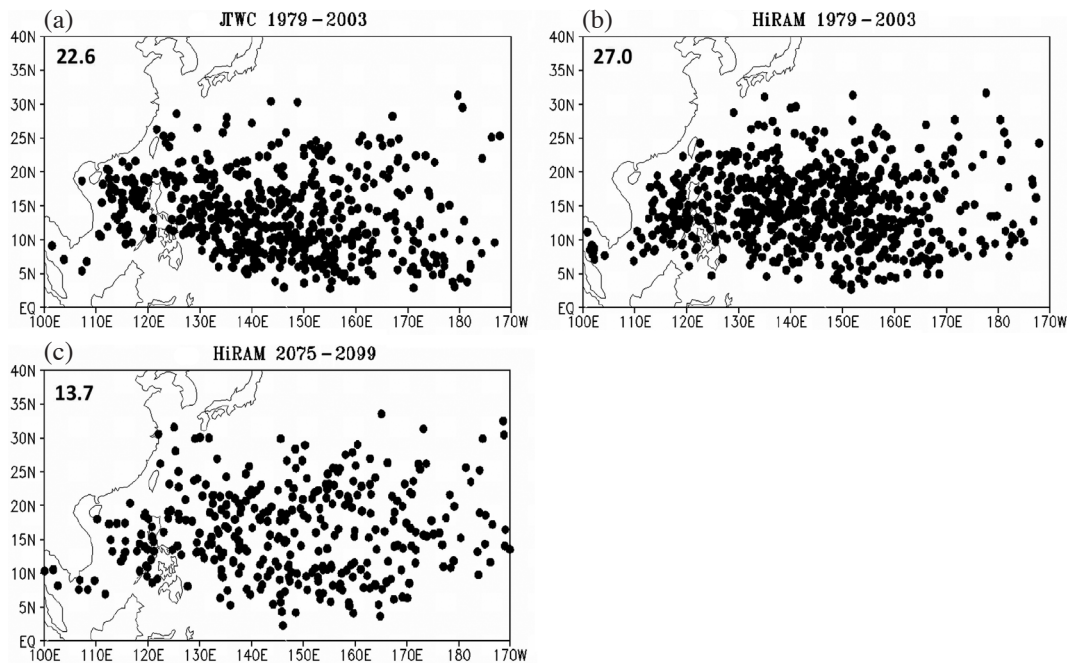 (a) JTWC 1979-2003
40N
22.6
35N
30N
25N
20N
15N
10N
5N
EQ
100E 110E 120E 130E 140E 150E 160E 170E 180 170W
(b) HiRAM 1979-2003
40N
27.0
35N
30N
25N
20N
15N
10N
5N
EQ
100E 110E 120E 130E 140E 150E 160E 170E 180 170W
(c) HiRAM 2075-2099
40N
13.7
35N
30N
25N
20N
15N
10N
5N
EQ
100E 110E 120E 130E 140E 150E 160E 170E 180 170W